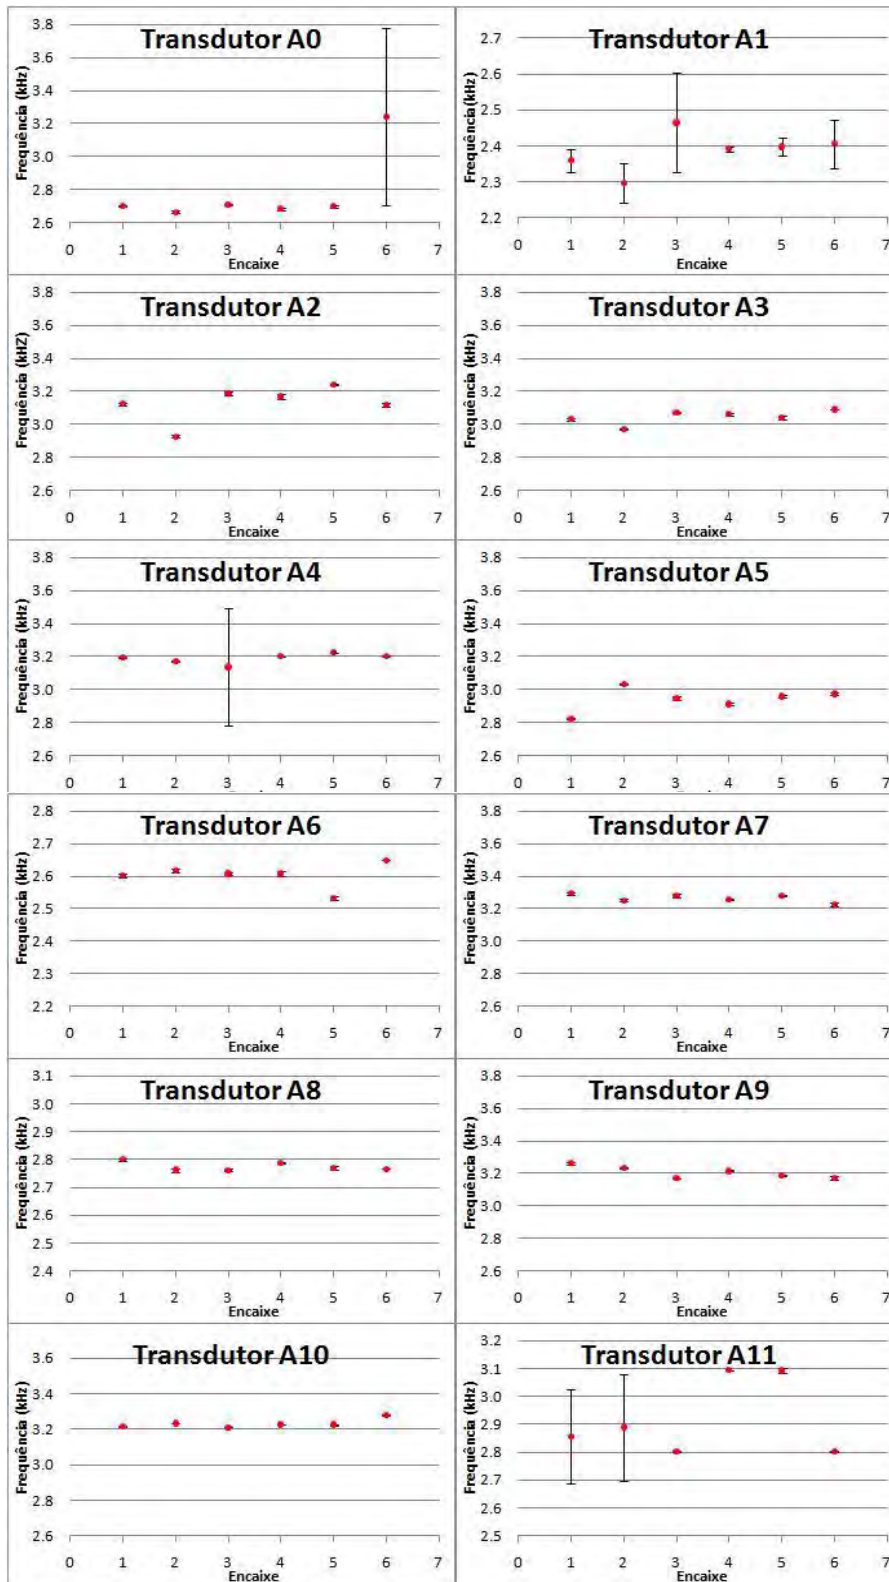 Transdutor A0
Frequência (kHz)
3.8
3.6
3.4
3.2
3.0
2.8
2.6
0 1 2 3 4 5 6 7
Encaixe
Transdutor A1
Frequência(kHz)
2.7
2.6
2.5
2.4
2.3
2.2
0 1 2 3 4 5 6 7
Encaixe
Transdutor A2
Frequência (kHZ)
3.8
3.6
3.4
3.2
3.0
2.8
2.6
0 1 2 3 4 5 6 7
Encaixe
Transdutor A3
Frequência (kHz)
3.8
3.6
3.4
3.2
3.0
2.8
2.6
0 1 2 3 4 5 6 7
Encaixe
Transdutor A4
Frequência (kHz)
3.8
3.6
3.4
3.2
3.0
2.8
2.6
0 1 2 3 4 5 6 7
Transdutor A5
Frequência (kHz)
3.8
3.6
3.4
3.2
3.0
2.8
2.6
0 1 2 3 4 5 6 7
Transdutor A6
Frequência (kHz)
2.8
2.7
2.6
2.5
2.4
2.3
2.2
0 1 2 3 4 5 6 7
Encaixe
Transdutor A7
Frequência (kHz)
3.8
3.6
3.4
3.2
3.0
2.8
2.6
0 1 2 3 4 5 6 7
Encaixe
Transdutor A8
Frequência (kHz)
3.1
3.0
2.9
2.8
2.7
2.6
2.5
2.4
0 1 2 3 4 5 6 7
Encaixe
Transdutor A9
Frequência (kHz)
3.8
3.6
3.4
3.2
3.0
2.8
2.6
0 1 2 3 4 5 6 7
Encaixe
Transdutor A10
Frequência (kHz)
3.6
3.4
3.2
3.0
2.8
2.6
0 1 2 3 4 5 6 7
Encaixe
Transdutor A11
Frequência (kHz)
3.2
3.1
3.0
2.9
2.8
2.7
2.6
2.5
0 1 2 3 4 5 6 7
Encaixe